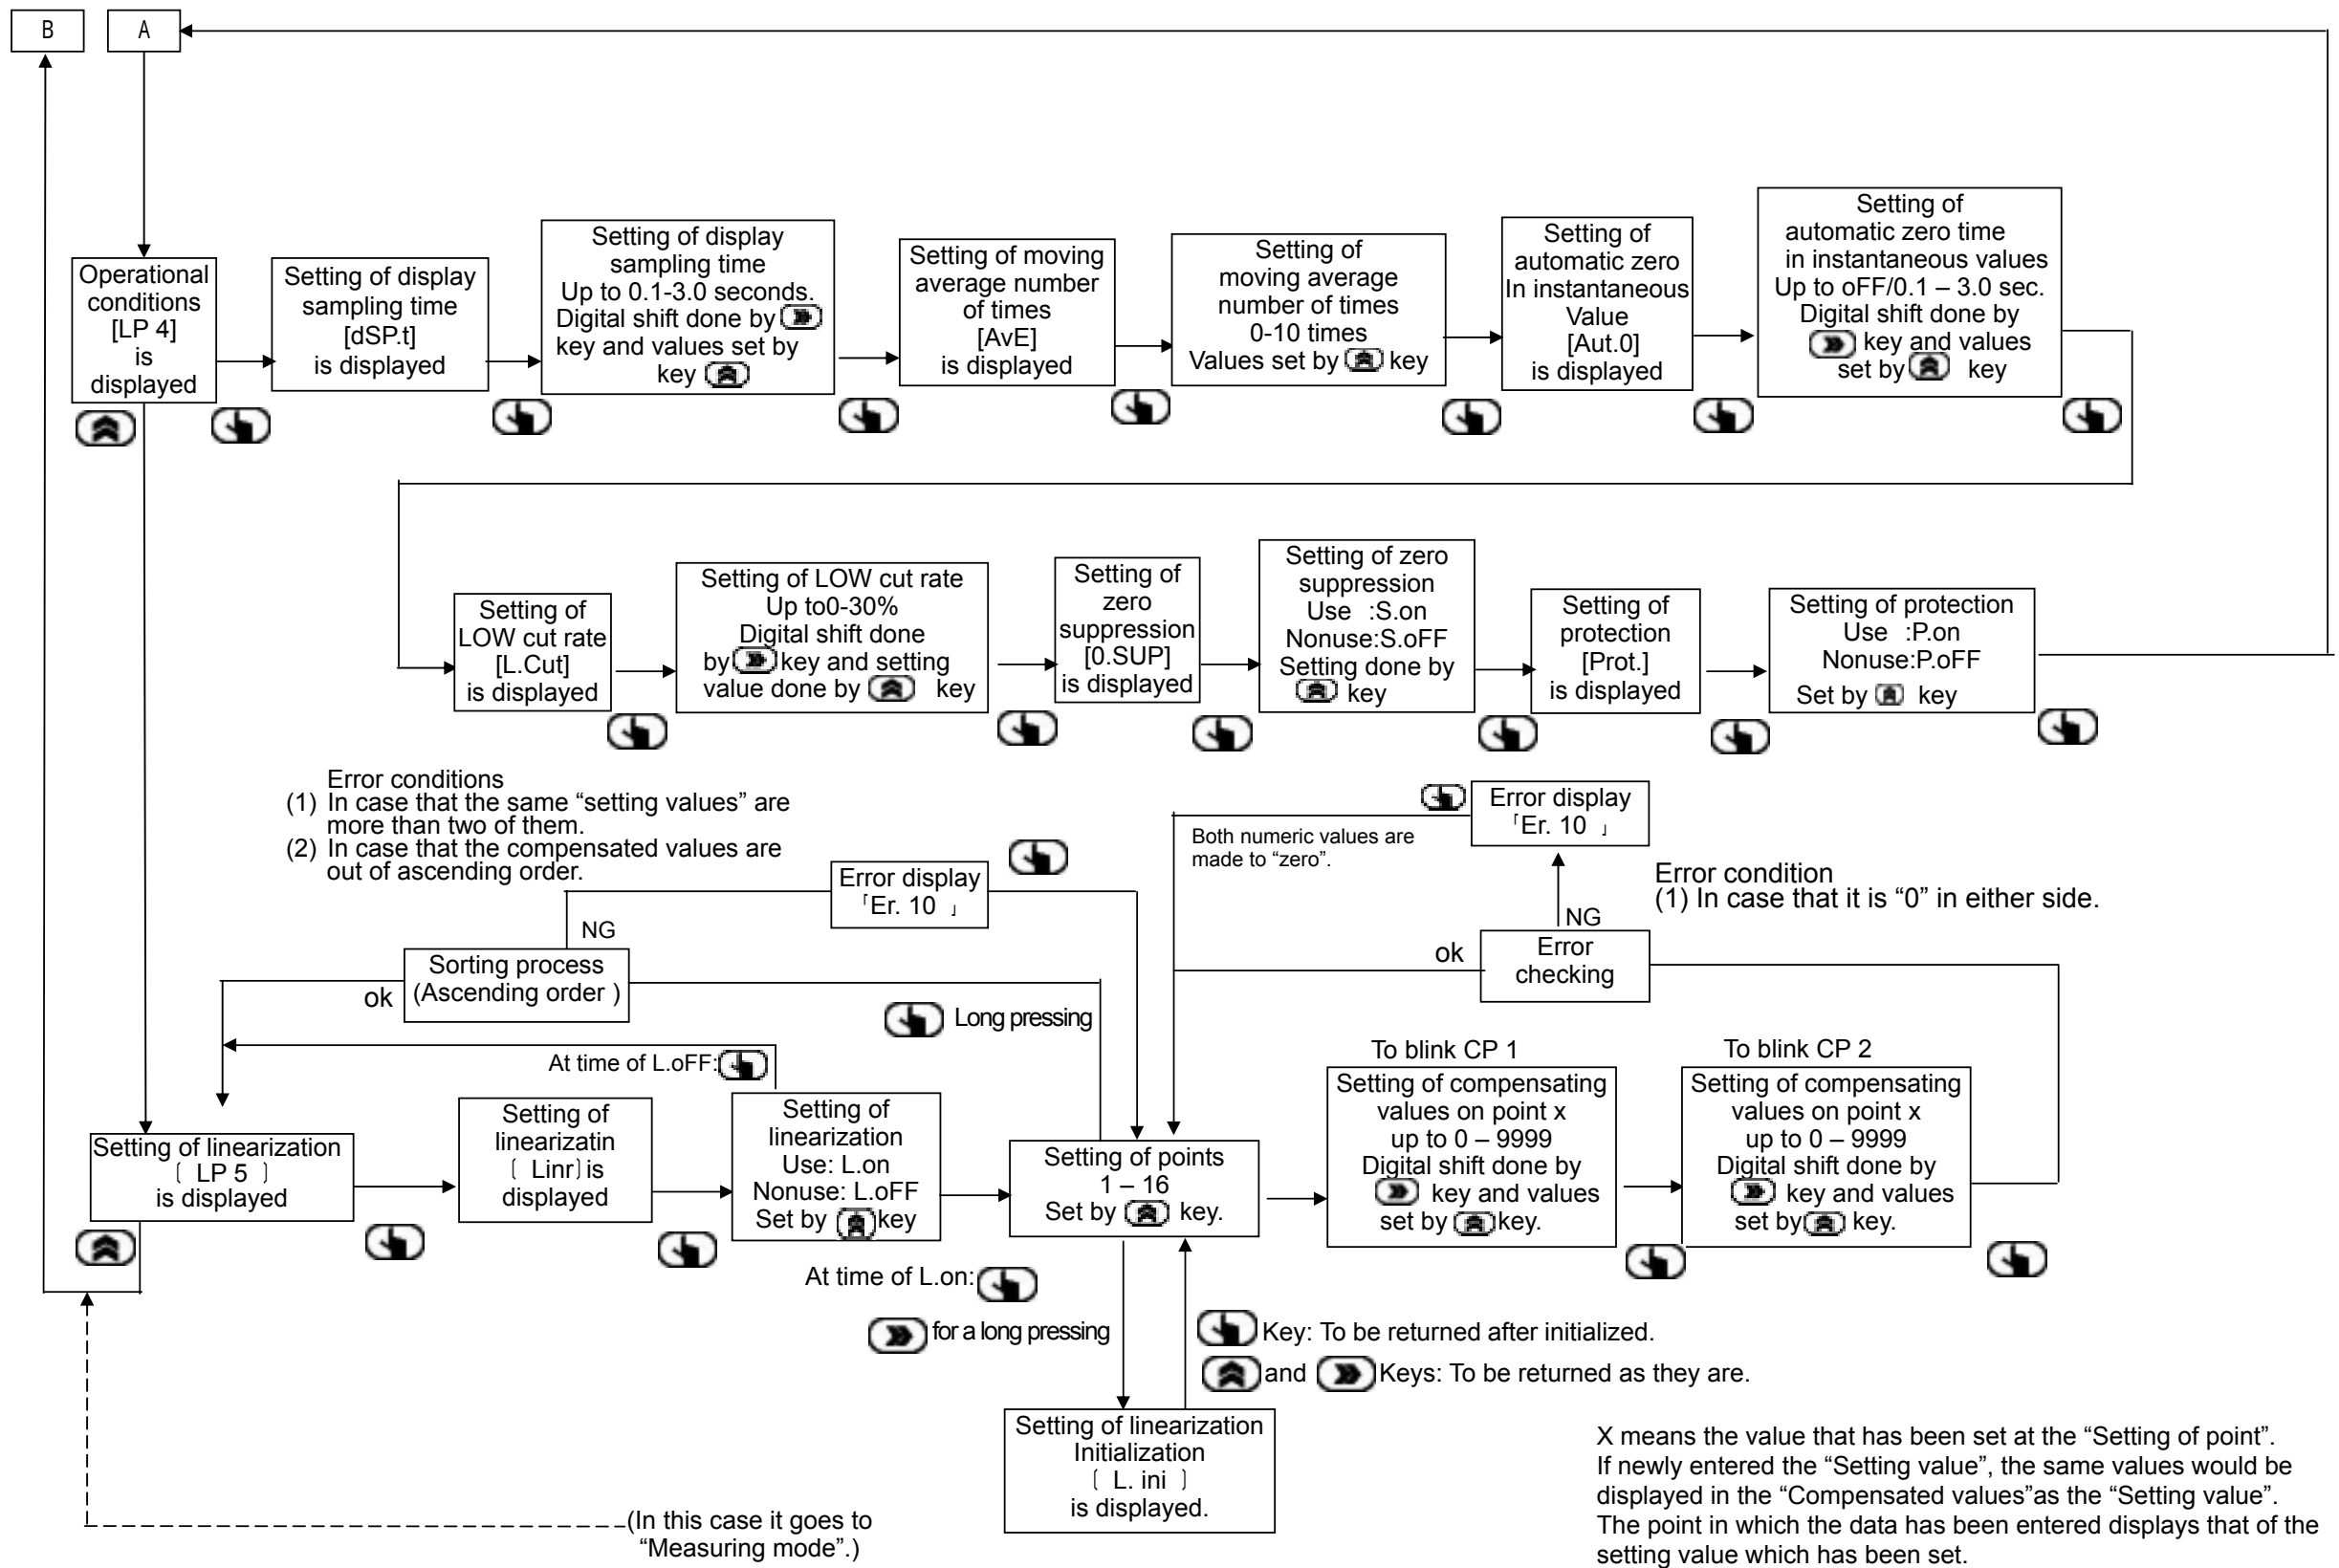 B
A
Operational
conditions
[LP 4]
is
displayed
Setting of display
sampling time
[dSP.t]
is displayed
Setting of display
sampling time
Up to 0.1-3.0 seconds.
Digital shift done by
key and values set by
key
Setting of moving
average number
of times
[AvE]
is displayed
Setting of
moving average
number of times
0-10 times
Values set by key
Setting of
automatic zero
In instantaneous
Value
[Aut.0]
is displayed
Setting of
automatic zero time
in instantaneous values
Up to oFF/0.1 – 3.0 sec.
Digital shift done by
key and values
set by key
Setting of
LOW cut rate
[L.Cut]
is displayed
Setting of LOW cut rate
Up to0-30%
Digital shift done
by key and setting
value done by key
Setting of
zero
suppression
[0.SUP]
is displayed
Setting of zero
suppression
Use :S.on
Nonuse:S.oFF
Setting done by
key
Setting of
protection
[Prot.]
is displayed
Setting of protection
Use :P.on
Nonuse:P.oFF
Set by key
Error conditions
(1) In case that the same “setting values” are
more than two of them.
(2) In case that the compensated values are
out of ascending order.
Error display
「Er. 10 」
NG
Sorting process
(Ascending order )
ok
Long pressing
At time of L.oFF:
Error display
「Er. 10 」
Both numeric values are
made to “zero”.
Error condition
(1) In case that it is “0” in either side.
NG
ok
Error
checking
To blink CP 1
To blink CP 2
Setting of linearization
〔 LP 5 〕
is displayed
Setting of
linearizatin
〔 Linr〕is
displayed
Setting of
linearization
Use: L.on
Nonuse: L.oFF
Set by key
Setting of points
1 – 16
Set by key.
Setting of compensating
values on point x
up to 0 – 9999
Digital shift done by
key and values
set by key.
Setting of compensating
values on point x
up to 0 – 9999
Digital shift done by
key and values
set by key.
At time of L.on:
for a long pressing
Key: To be returned after initialized.
and Keys: To be returned as they are.
Setting of linearization
Initialization
〔 L. ini 〕
is displayed.
(In this case it goes to
“Measuring mode”.)
X means the value that has been set at the “Setting of point”.
If newly entered the “Setting value”, the same values would be
displayed in the “Compensated values”as the “Setting value”.
The point in which the data has been entered displays that of the
setting value which has been set.